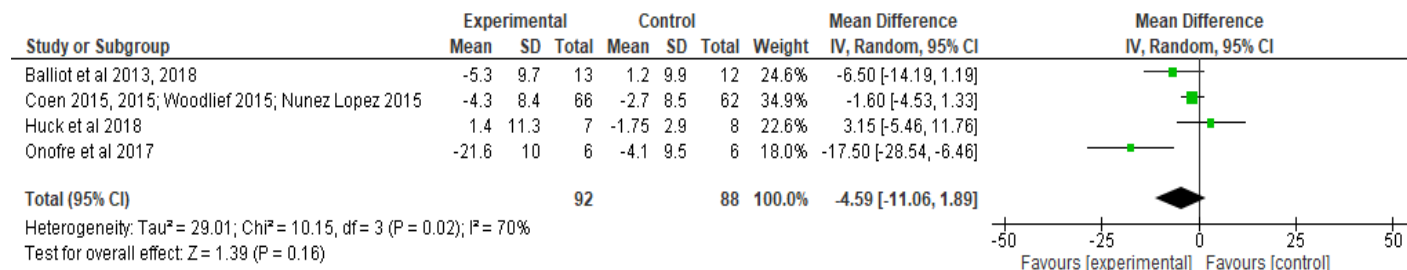 Experimental Control Mean Difference Mean Difference
Study or Subgroup Mean SD Total Mean SD Total Weight IV, Random, 95% CI IV, Random, 95% CI
Balliot et al 2013, 2018 -5.3 9.7 13 1.2 9.9 12 24.6% -6.50 [-14.19, 1.19]
Coen 2015, 2015; Woodlief 2015; Nunez Lopez 2015 -4.3 8.4 66 -2.7 8.5 62 34.9% -1.60 [-4.53, 1.33]
Huck et al 2018 1.4 11.3 7 -1.75 2.9 8 22.6% 3.15 [-5.46, 11.76]
Onofre et al 2017 -21.6 10 6 -4.1 9.5 6 18.0% -17.50 [-28.54, -6.46]
Total (95% CI) 92 88 100.0% -4.59 [-11.06, 1.89]
Heterogeneity: Tau² = 29.01; Chi² = 10.15, df = 3 (P = 0.02); I² = 70%
Test for overall effect: Z = 1.39 (P = 0.16)
-50 -25 0 25 50
Favours [experimental] Favours [control]